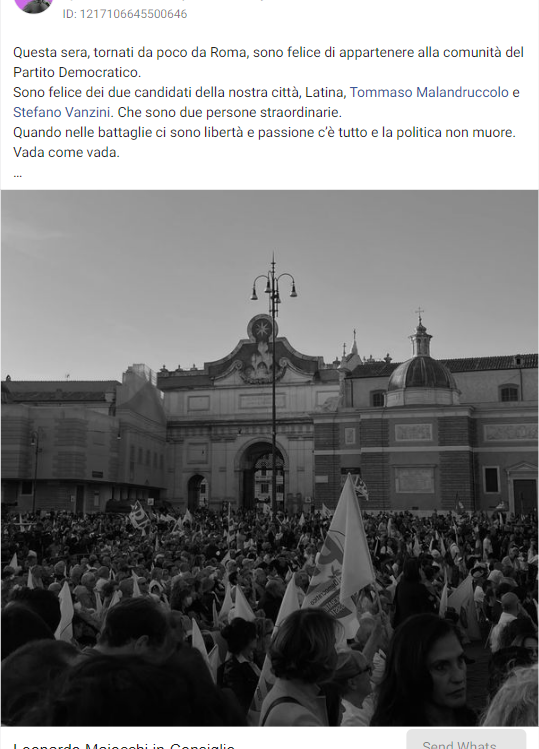 ID: 1217106645500646
Questa sera, tornati da poco da Roma, sono felice di appartenere alla comunità del
Partito Democratico.
Sono felice dei due candidati della nostra città, Latina, Tommaso Malandruccolo e
Stefano Vanzini. Che sono due persone straordinarie.
Quando nelle battaglie ci sono libertà e passione c'è tutto e la politica non muore.
Vada come vada.
...
in Consiglio
Send Whats